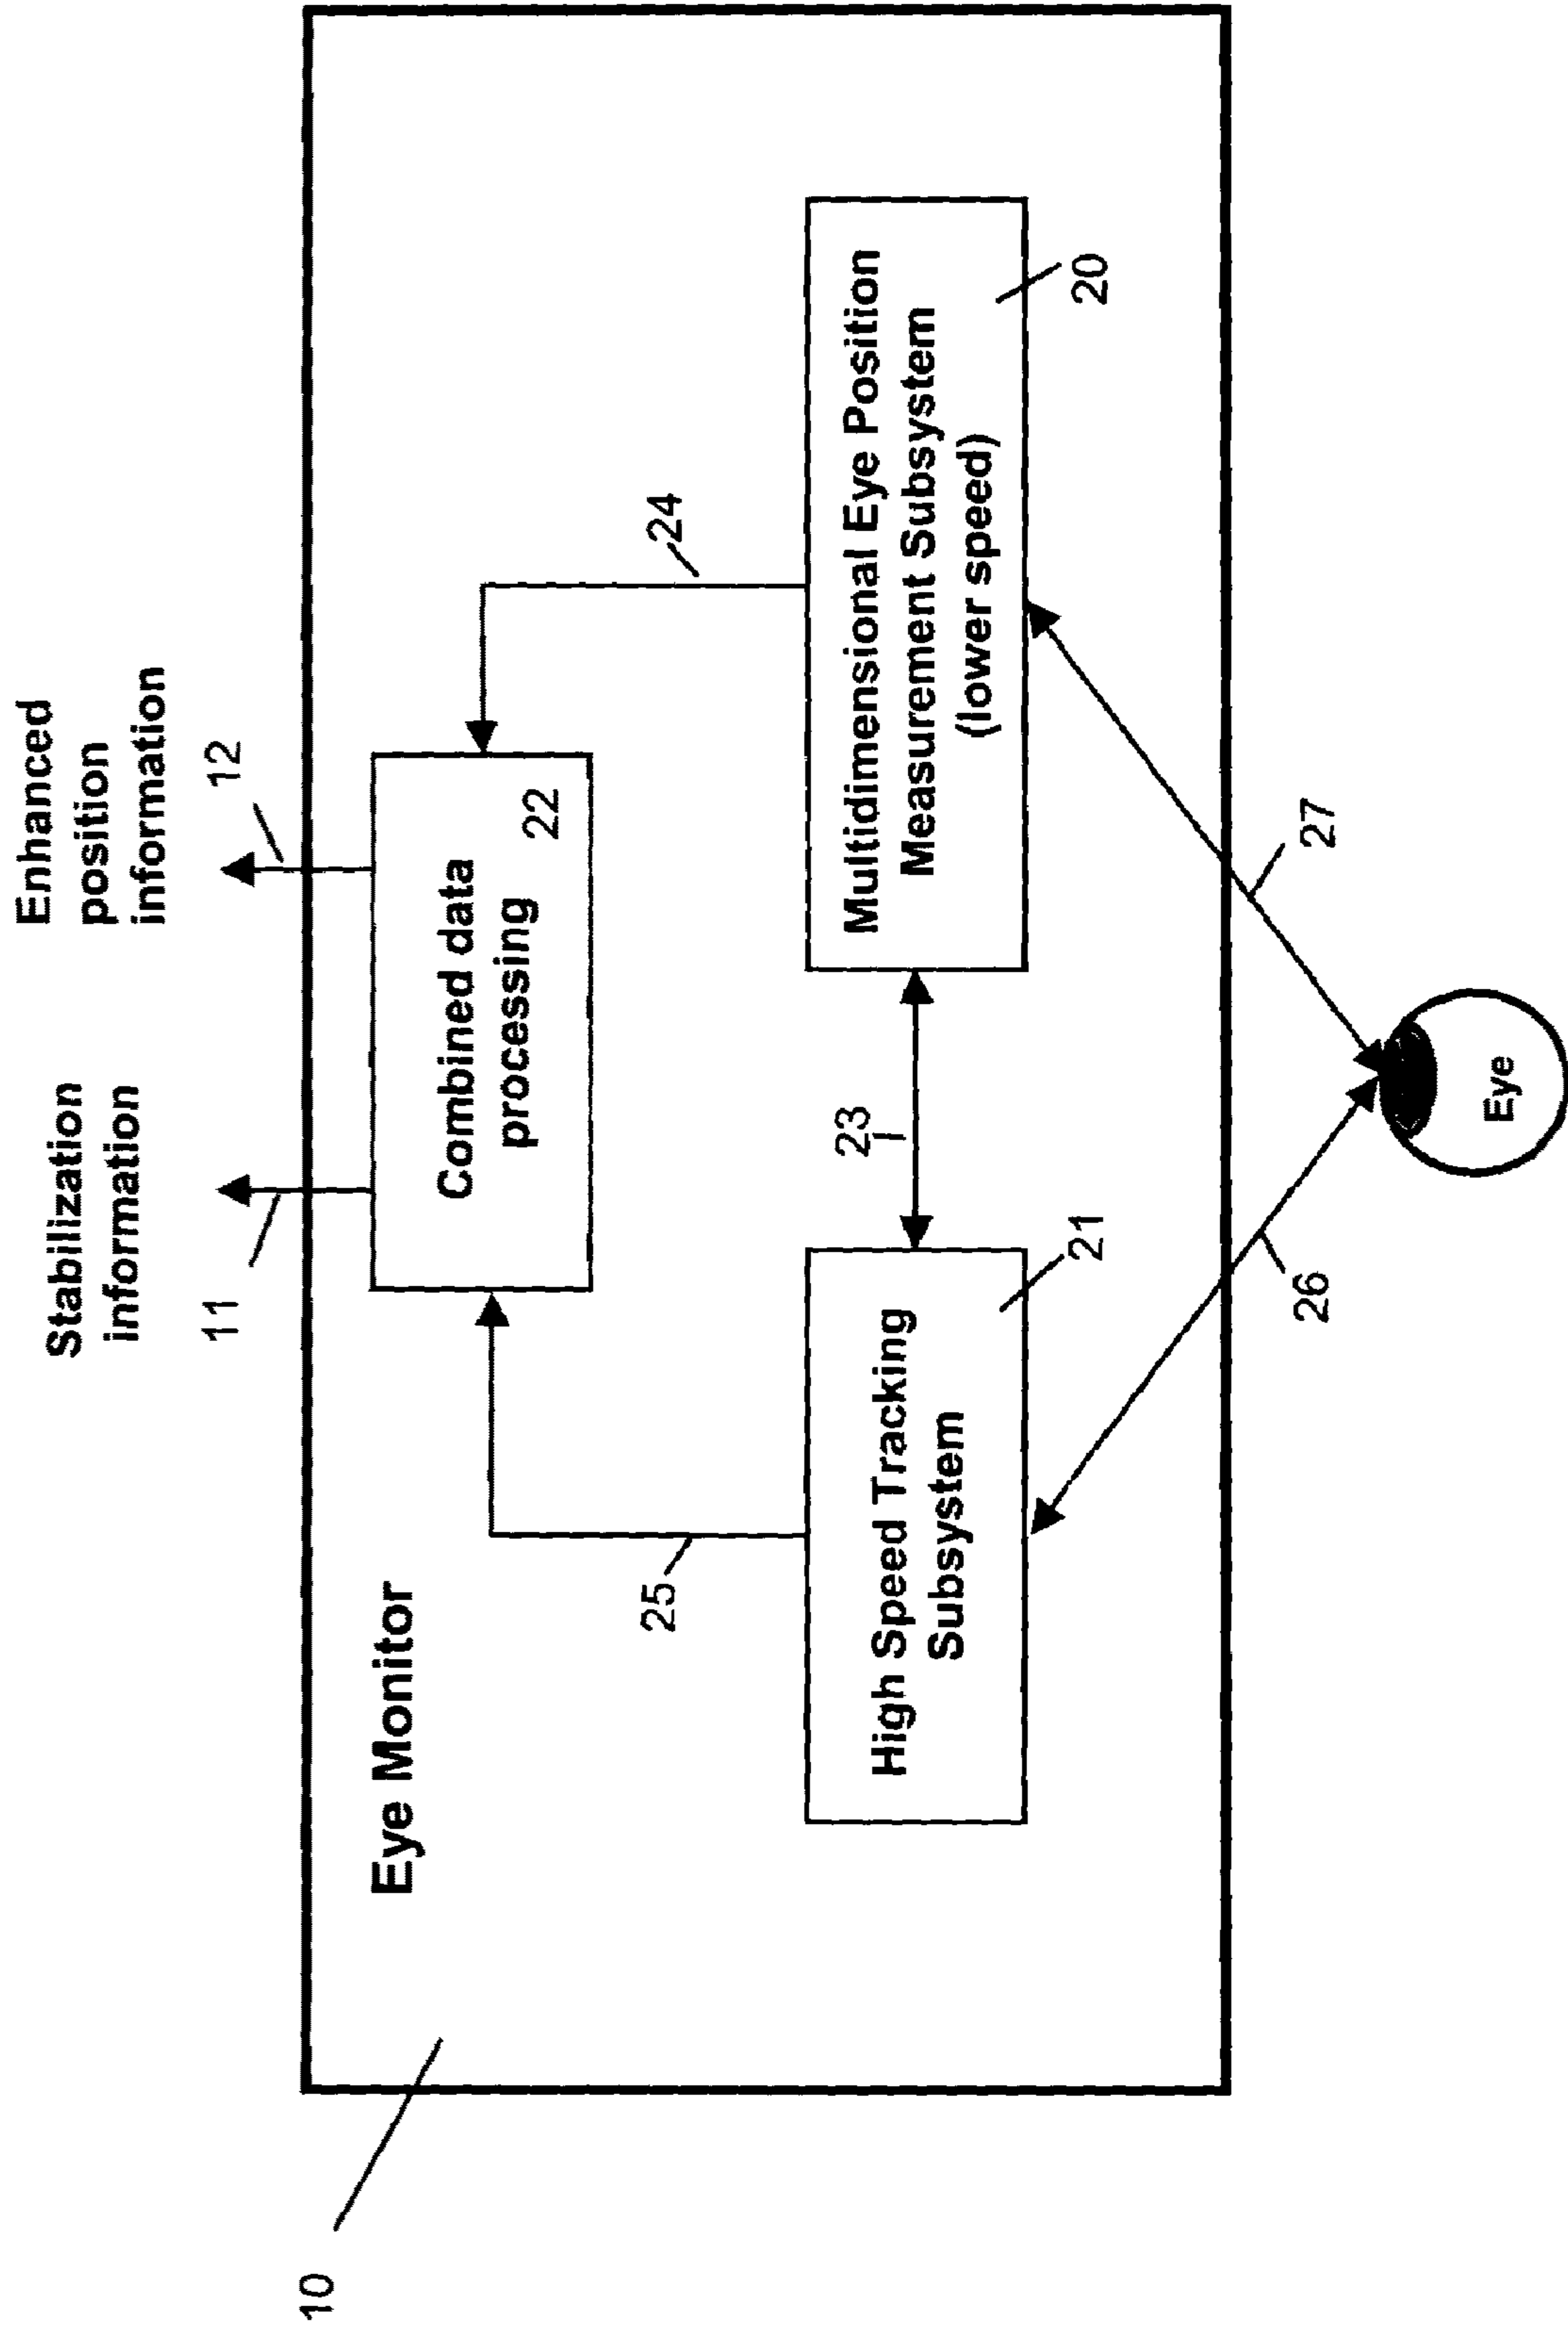 Stabilization
information
Enhanced
position
information
11
12
10
Eye Monitor
Combined data
processing
22
25
24
23
High Speed Tracking
Subsystem
21
Multidimensional Eye Position
Measurement Subsystem
(lower speed)
20
26
27
Eye